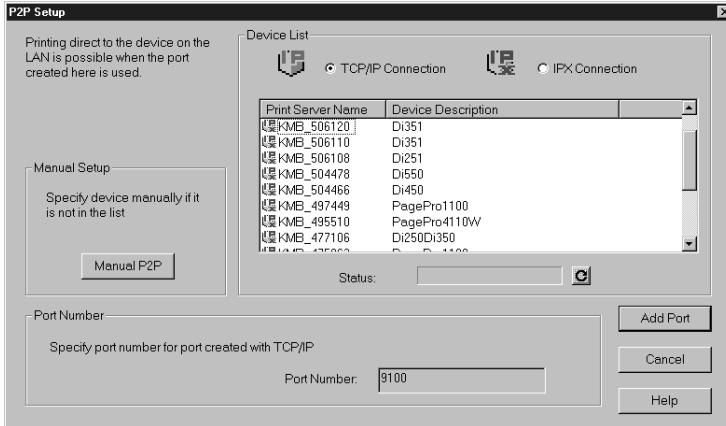 P2P Setup
Printing direct to the device on the
LAN is possible when the port
created here is used.
Device List
TCP/IP Connection
IPX Connection
Print Server Name Device Description
KMB_506120 Di351
KMB_506110 Di351
KMB_506108 Di251
KMB_504478 Di550
KMB_504466 Di450
KMB_497449 PagePro1100
KMB_495510 PagePro4110W
KMB_477106 Di250Di350
Manual Setup
Specify device manually if it
is not in the list
Manual P2P
Status:
Port Number
Specify port number for port created with TCP/IP
Port Number: 9100
Add Port
Cancel
Help